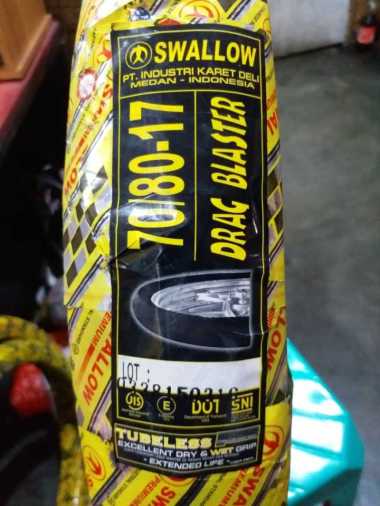 SWALLOW
PT. INDUSTRI KARET DELI
MEDAN - INDONESIA
70/80-17
DRAG BLASTER
LOT :
JIS
E
DOT
SNI
TUBELESS
EXCELLENT DRY & WET GRIP
+ EXTENDED LIFE